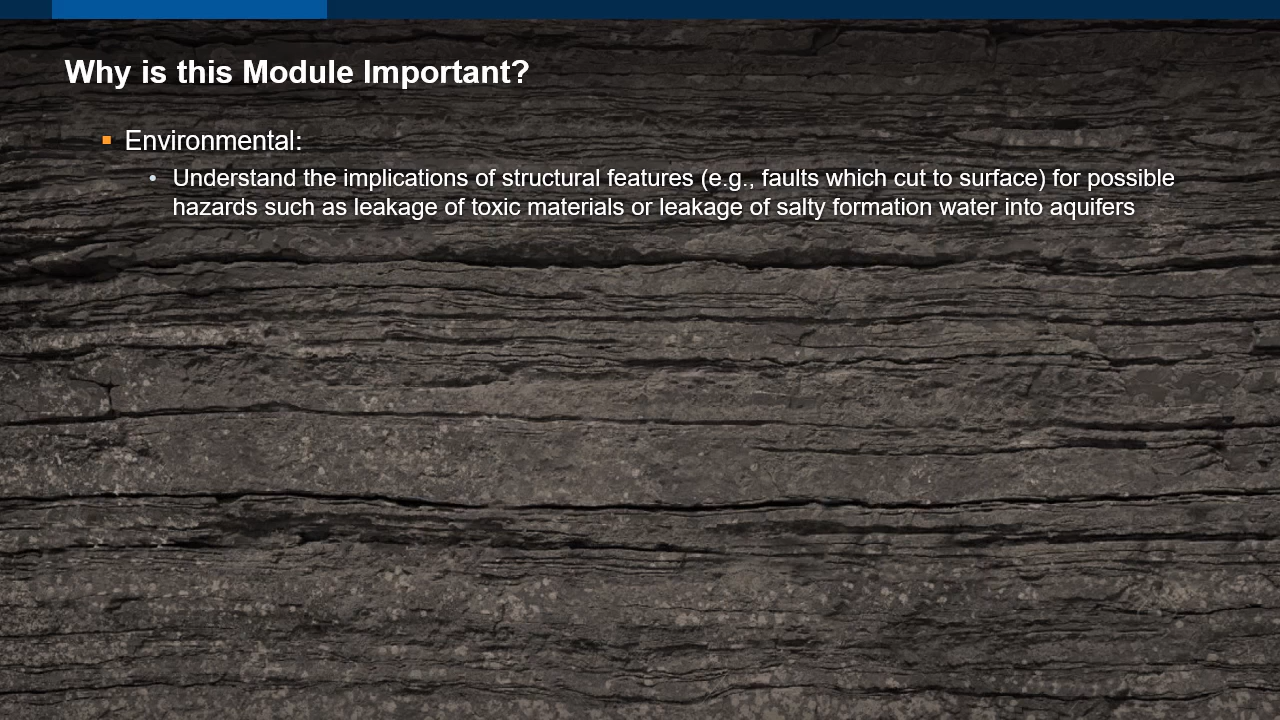 Why is this Module Important?
Environmental:
Understand the implications of structural features (e.g., faults which cut to surface) for possible
hazards such as leakage of toxic materials or leakage of salty formation water into aquifers